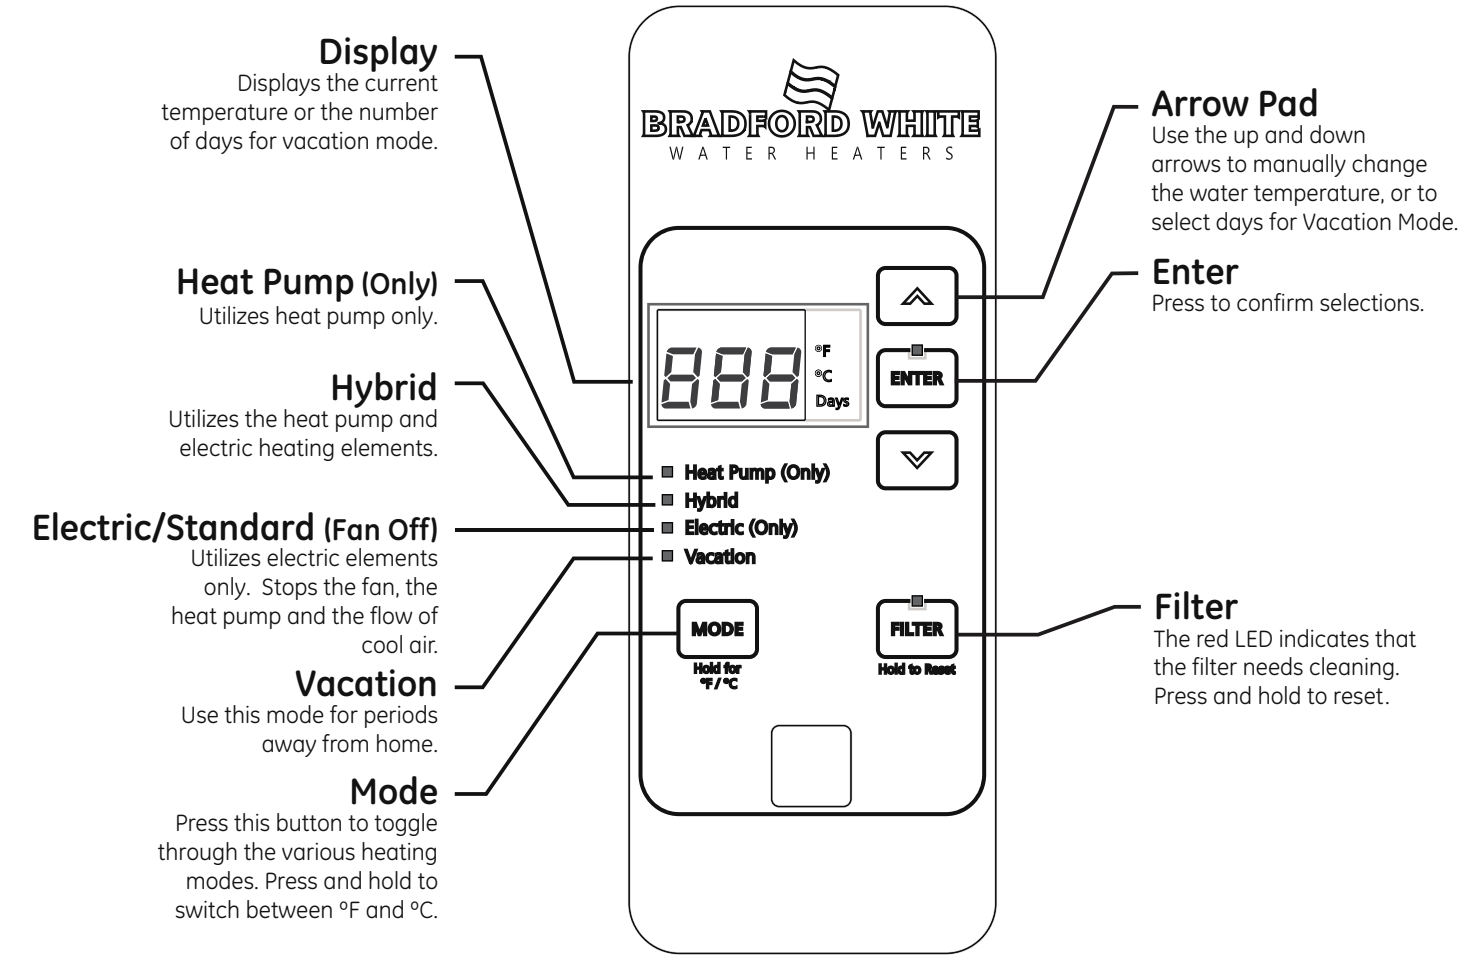 Display
Displays the current
temperature or the number
of days for vacation mode.
Heat Pump (Only)
Utilizes heat pump only.
Hybrid
Utilizes the heat pump and
electric heating elements.
Electric/Standard (Fan Off)
Utilizes electric elements
only.  Stops the fan, the
heat pump and the flow of
cool air.
Vacation
Use this mode for periods
away from home.
Mode
Press this button to toggle
through the various heating
modes. Press and hold to
switch between ºF and ºC.
BRADFORD WHITE
WATER HEATERS
888
ºF
ºC
Days
ENTER
Heat Pump (Only)
Hybrid
Electric (Only)
Vacation
MODE
Hold for
ºF / ºC
FILTER
Hold to Reset
Arrow Pad
Use the up and down
arrows to manually change
the water temperature, or to
select days for Vacation Mode.
Enter
Press to confirm selections.
Filter
The red LED indicates that
the filter needs cleaning.
Press and hold to reset.